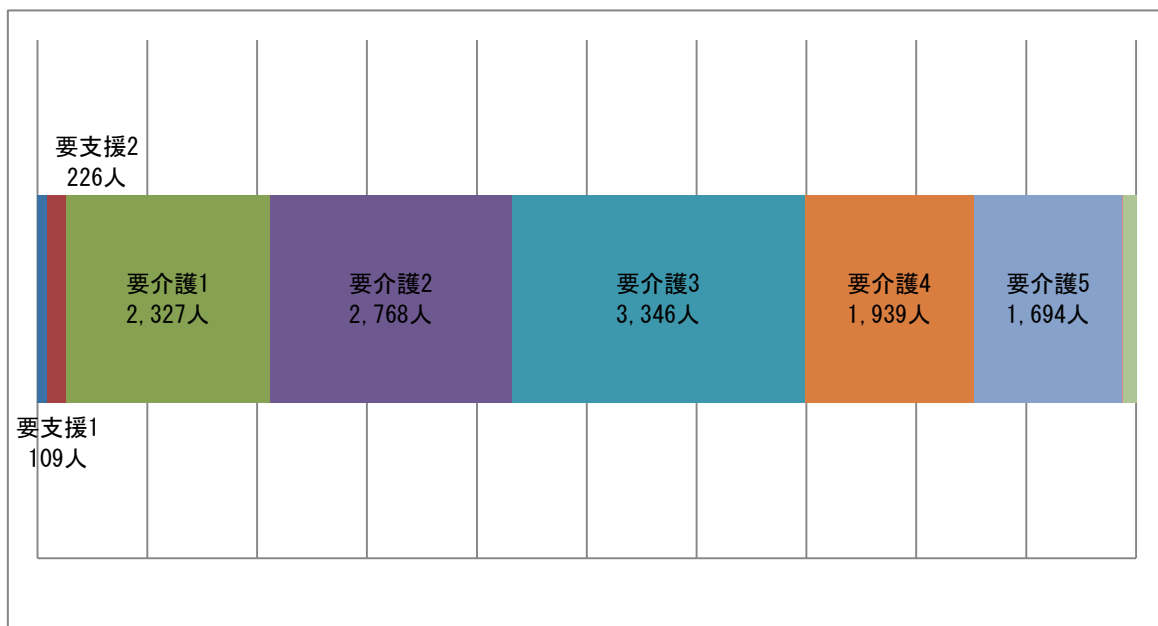 要支援2
226人
要介護1
2,327人
要介護2
2,768人
要介護3
3,346人
要介護4
1,939人
要介護5
1,694人
要支援1
109人